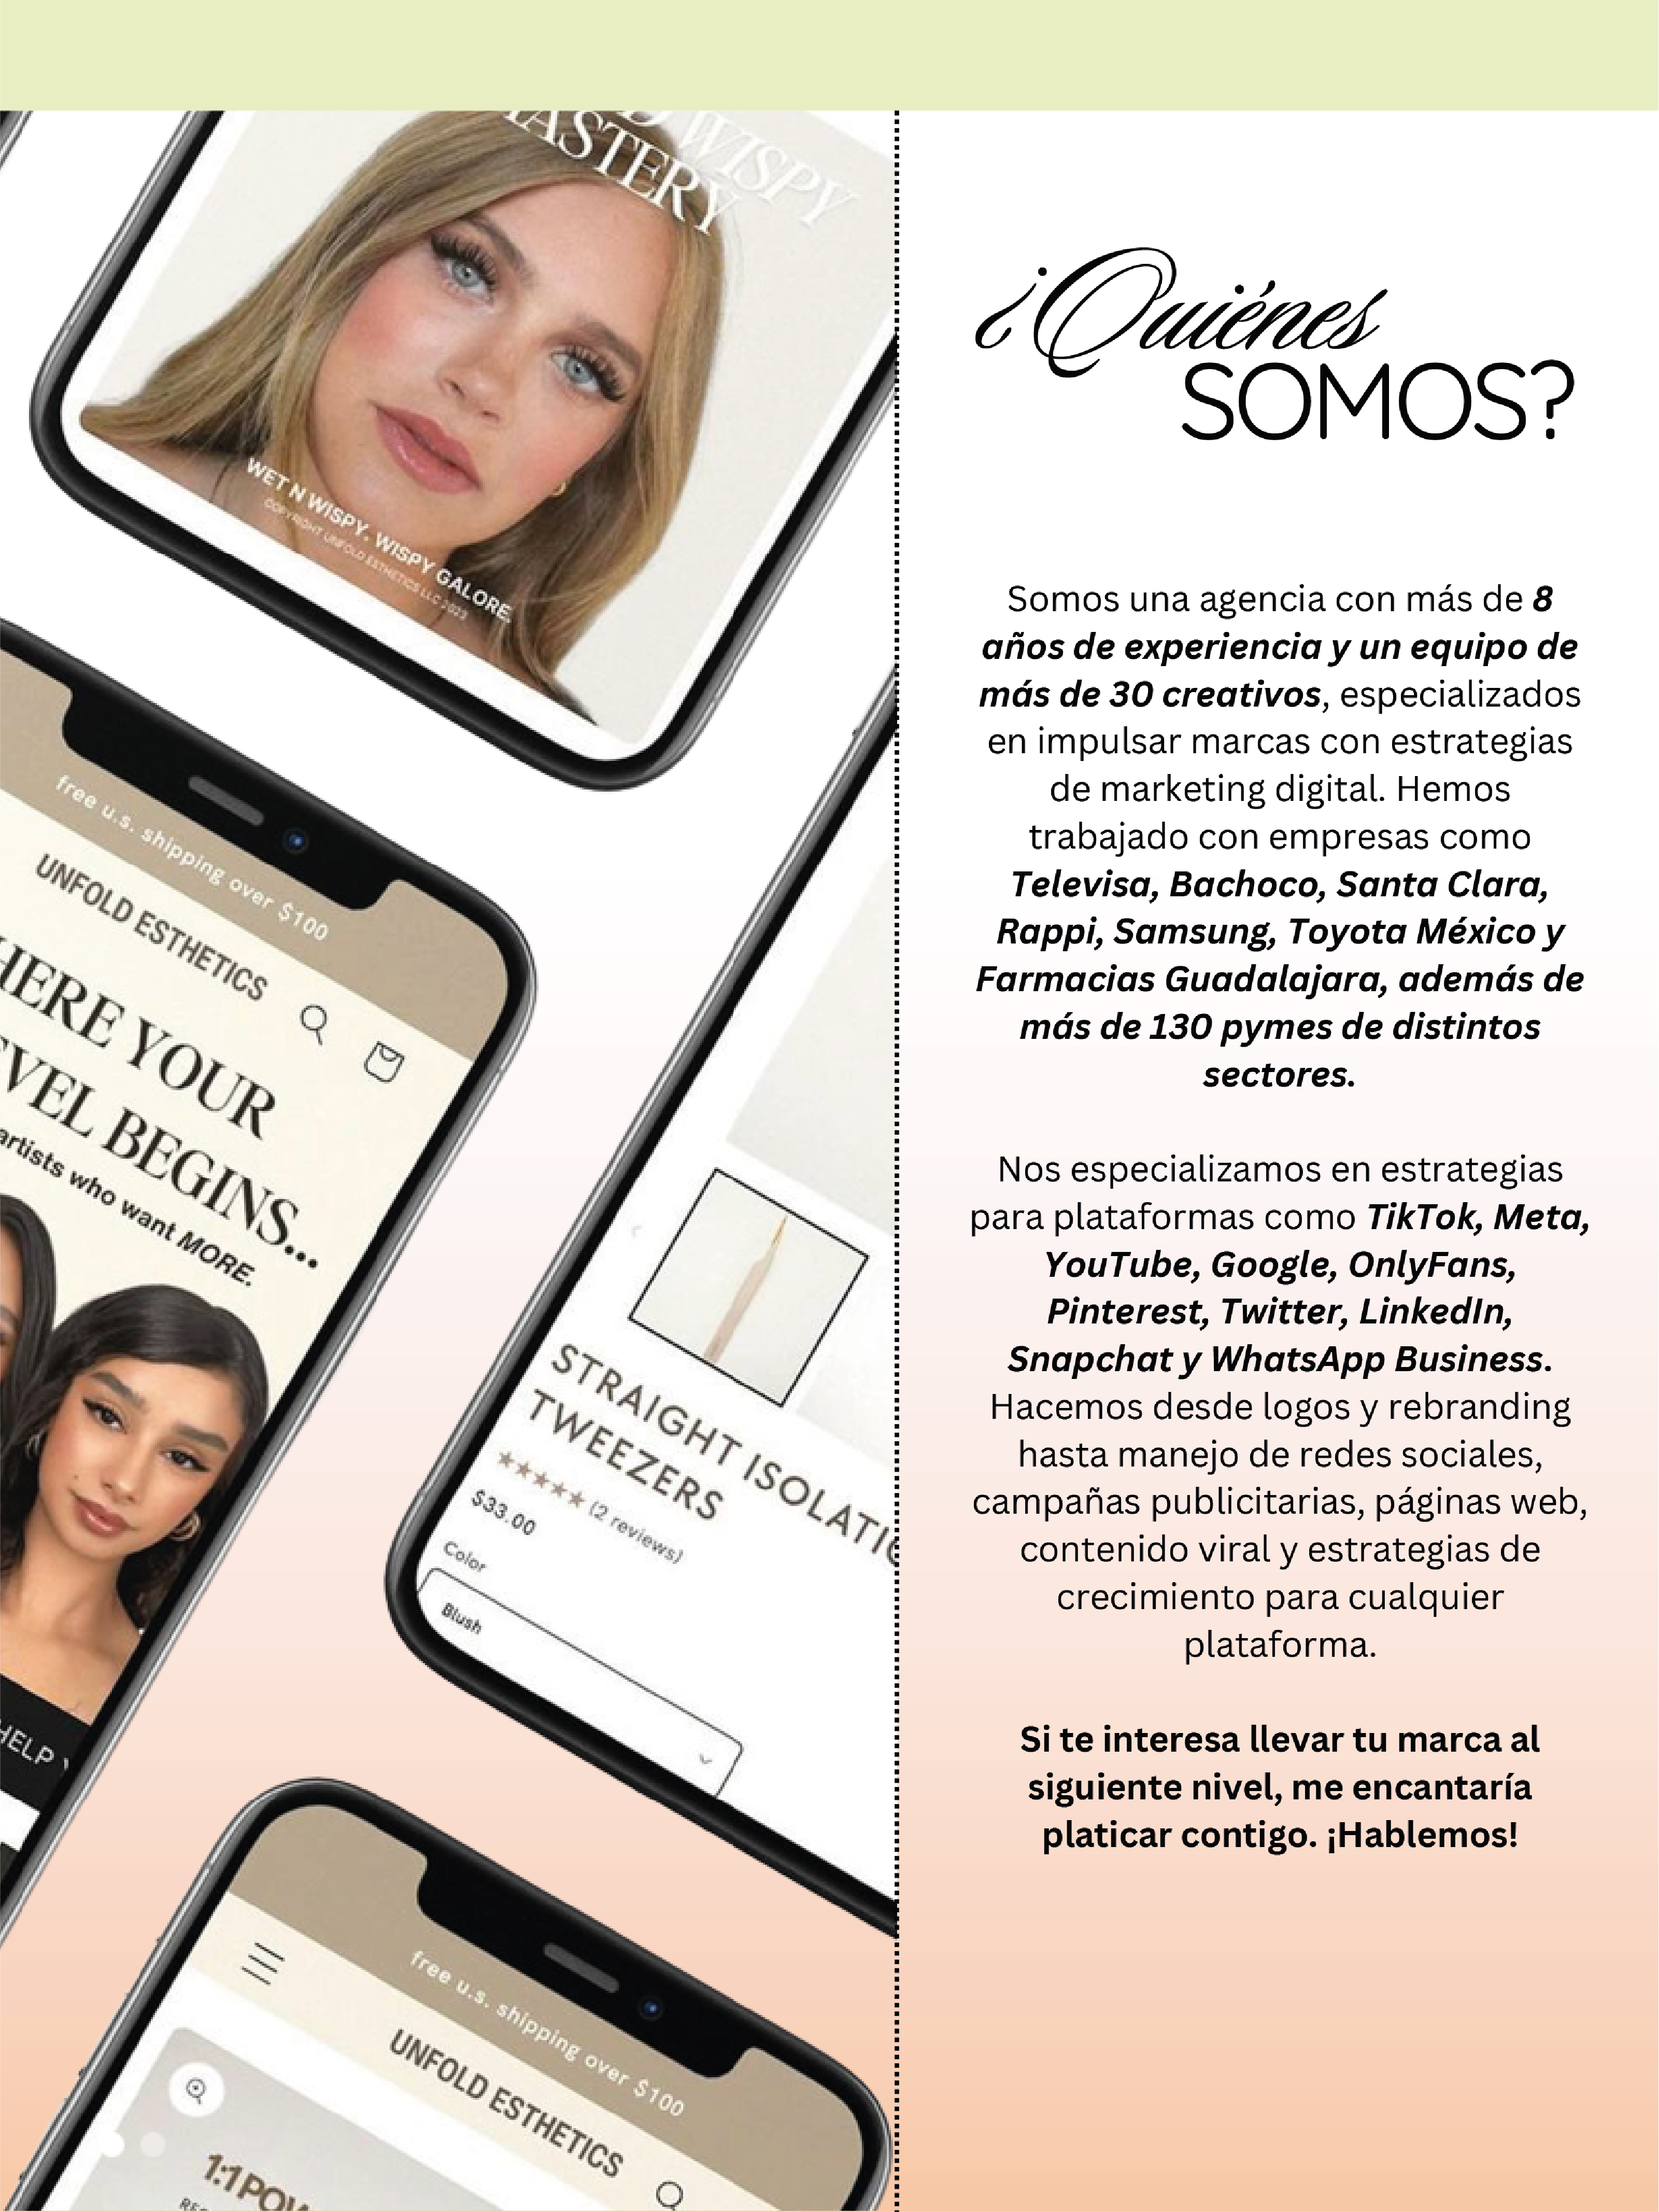 WISPY
MASTERY
WET N WISPY. WISPY GALORE.
COPYRIGHT UNFOLD ESTHETICS LLC 2023
free u.s. shipping over $100
UNFOLD ESTHETICS
HERE YOUR
EVEL BEGINS...
artists who want MORE.
HELP
STRAIGHT ISOLATIO
TWEEZERS
(2 reviews)
$33.00
Color
Blush
free u.s. shipping over $100
UNFOLD ESTHETICS
1:1 POW
¿Quiénes
SOMOS?
Somos una agencia con más de 8
años de experiencia y un equipo de
más de 30 creativos, especializados
en impulsar marcas con estrategias
de marketing digital. Hemos
trabajado con empresas como
Televisa, Bachoco, Santa Clara,
Rappi, Samsung, Toyota México y
Farmacias Guadalajara, además de
más de 130 pymes de distintos
sectores.
Nos especializamos en estrategias
para plataformas como TikTok, Meta,
YouTube, Google, OnlyFans,
Pinterest, Twitter, LinkedIn,
Snapchat y WhatsApp Business.
Hacemos desde logos y rebranding
hasta manejo de redes sociales,
campañas publicitarias, páginas web,
contenido viral y estrategias de
crecimiento para cualquier
plataforma.
Si te interesa llevar tu marca al
siguiente nivel, me encantaría
platicar contigo. ¡Hablemos!